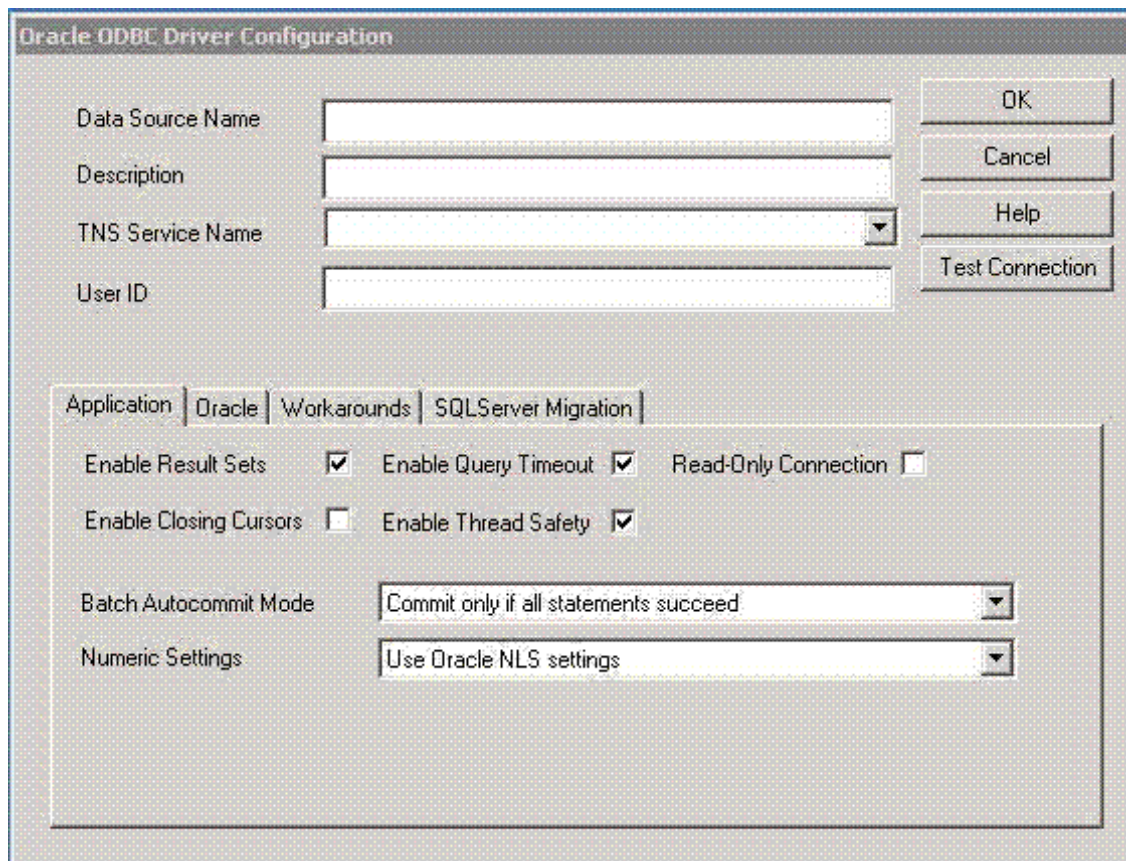 Oracle ODBC Driver Configuration
Data Source Name
OK
Description
Cancel
TNS Service Name
Help
User ID
Test Connection
Application Oracle Workarounds SQLServer Migration
Enable Result Sets Enable Query Timeout Read-Only Connection
Enable Closing Cursors Enable Thread Safety
Batch Autocommit Mode Commit only if all statements succeed
Numeric Settings Use Oracle NLS settings